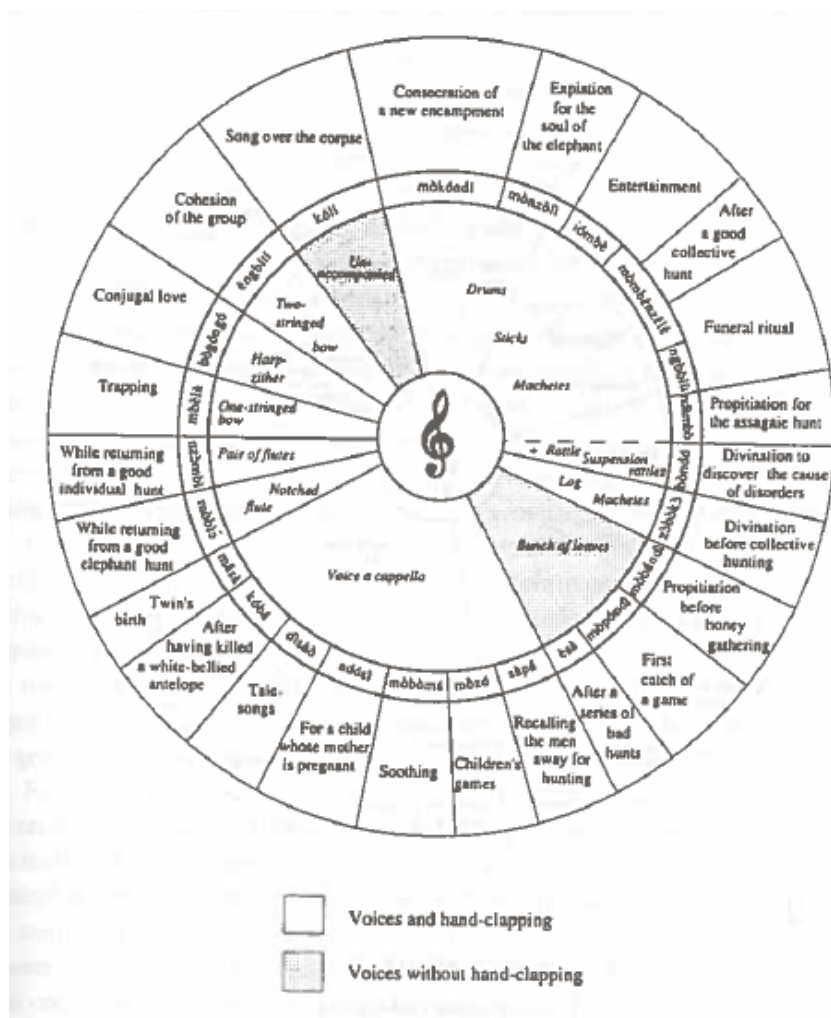 Consecration of
a new encampment
Expiation
for the
soul of
the elephant
Entertainment
After
a good
collective
hunt
Funeral ritual
Propitiation for
the assagaie hunt
Divination to
discover the cause
of disorders
Divination
before collective
hunting
Propitiation
before
honey
gathering
First
catch of
a game
After a
series of
bad
hunts
Recalling
the men
away for
hunting
Children's
games
Soothing
For a child
whose mother
is pregnant
Tale-
songs
After
having killed
a white-bellied
antelope
Twin's
birth
While returning
from a good
elephant hunt
While returning
from a good
individual hunt
Trapping
Conjugal love
Cohesion
of the group
Song over the corpse
mòkóndí
kólí
Un-
accompanied
Drums
Sticks
Machetes
+ Rattle
Suspension
rattles
Log
Machetes
Bunch of leaves
Voice a cappella
Notched
flute
Pair of flutes
One-stringed
bow
Harp-
zither
Two-
stringed
bow
Voices and hand-clapping
Voices without hand-clapping